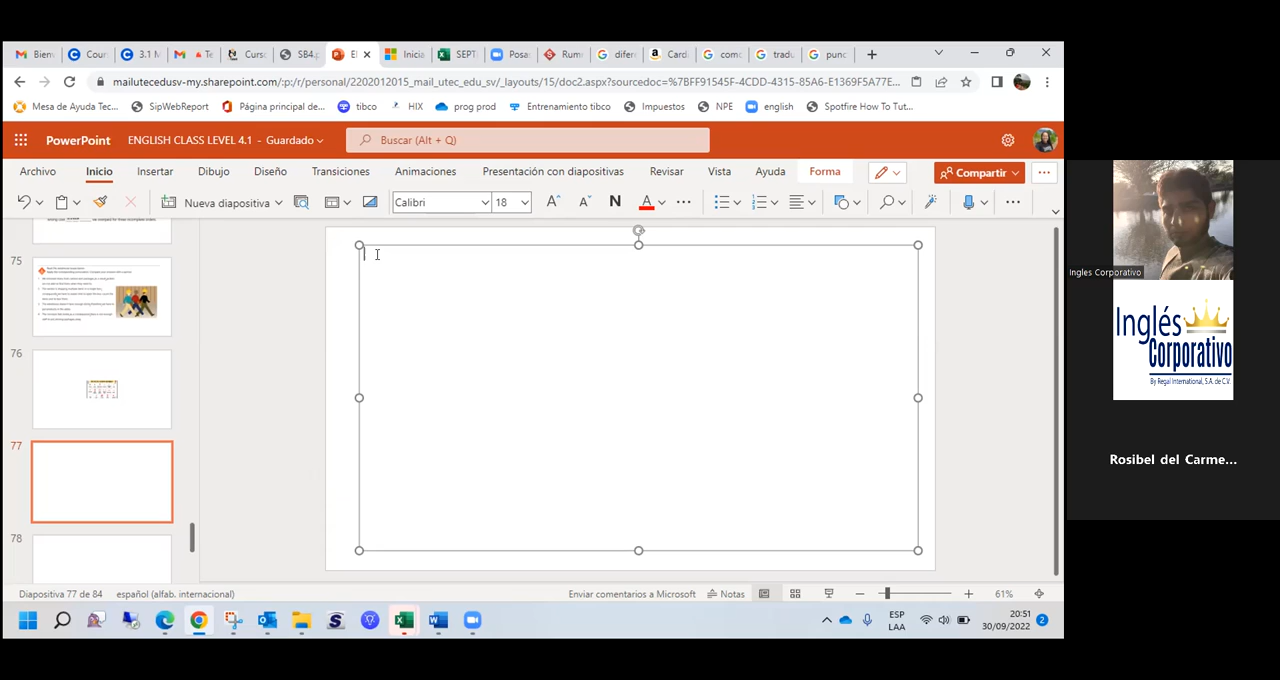 Bien
Cour
3.1 M
Te
Curso
SB4.p
El
Inicia
SEPT
Posa
Rum
difer
Card
como
tradu
punc
mailutecedusv-my.sharepoint.com/:p:/r/personal/2202012015_mail_utec_edu_sv/_layouts/15/doc2.aspx?sourcedoc=%7BFF91545F-4CDD-4315-85A6-E1369F5A77E...
Mesa de Ayuda Tec...
SipWebReport
Página principal de...
tibco
HIX
prog prod
Entrenamiento tibco
Impuestos
NPE
english
Spotfire How To Tut...
PowerPoint
ENGLISH CLASS LEVEL 4.1 - Guardado
Buscar (Alt + Q)
Archivo
Inicio
Insertar
Dibujo
Diseño
Transiciones
Animaciones
Presentación con diapositivas
Revisar
Vista
Ayuda
Forma
Compartir
Nueva diapositiva
Calibri
18
N
75
76
77
78
Ingles Corporativo
Inglés
Corporativo
By Regal International, S.A. de C.V.
Rosibel del Carme...
Diapositiva 77 de 84
español (alfab. internacional)
Enviar comentarios a Microsoft
Notas
61%
ESP
LAA
20:51
30/09/2022
2